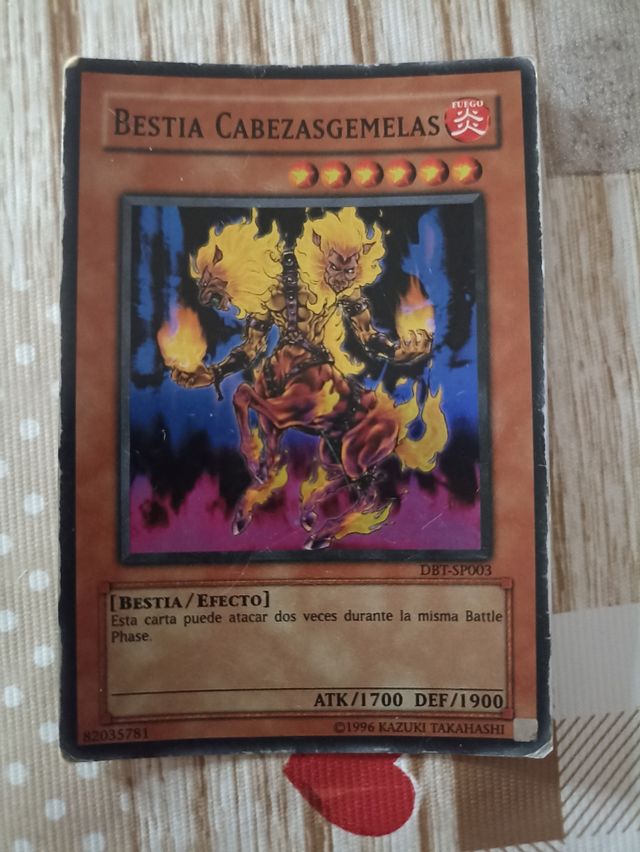 BESTIA CABEZASGEMELAS
FUEGO
炎
DBT-SP003
[BESTIA/EFECTO]
Esta carta puede atacar dos veces durante la misma Battle
Phase.
ATK/1700 DEF/1900
82035781
©1996 KAZUKI TAKAHASHI